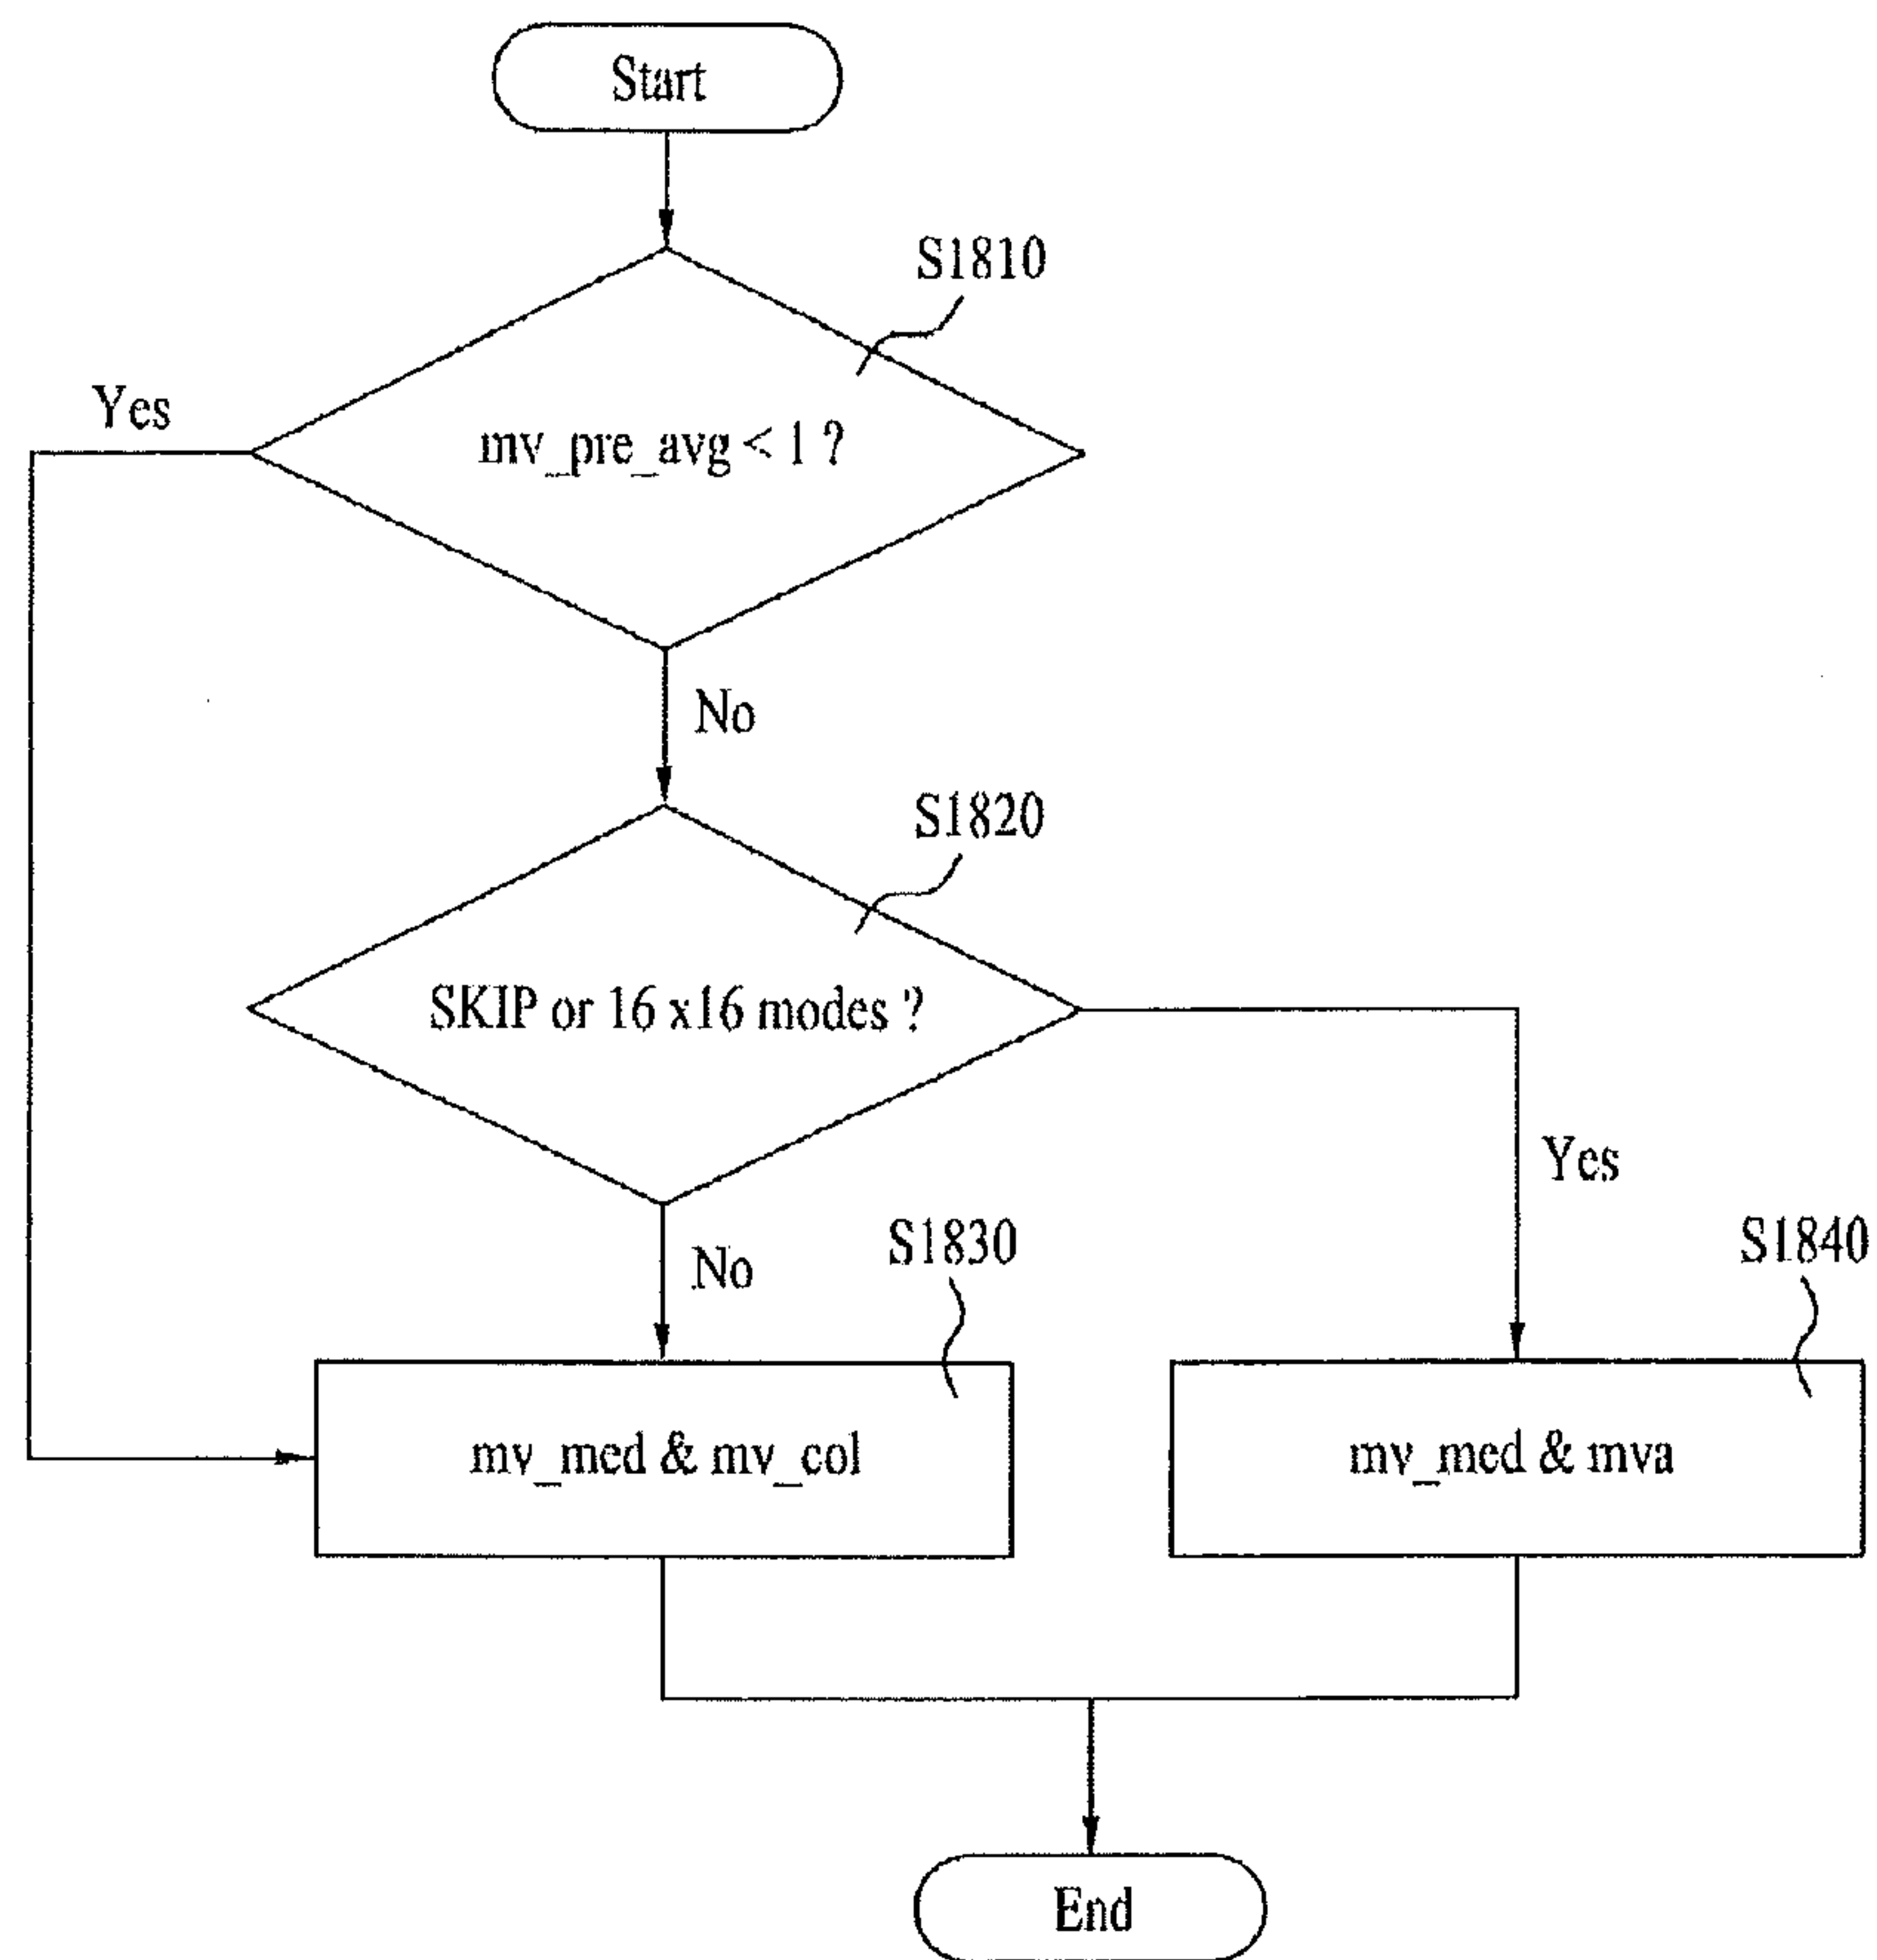 Start
S1810
Yes
mv_pre_avg < 1 ?
No
S1820
SKIP or 16 x16 modes ?
Yes
No
S1830
S1840
mv_med & mv_col
mv_med & mva
End